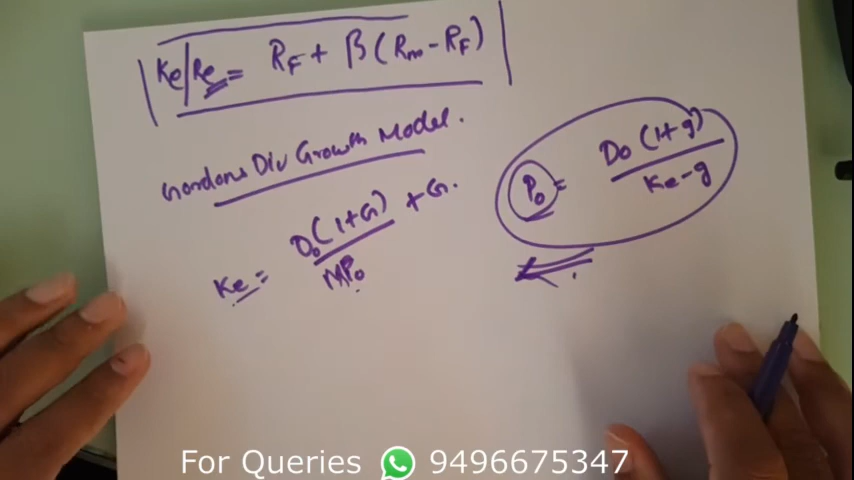 Ke/Re = RF + β (Rm - RF)
Gordons Div Growth Model.
Ke = D0(1+G) / MP0 + G.
P0 = D0 (1+g) / Ke-g
For Queries 9496675347